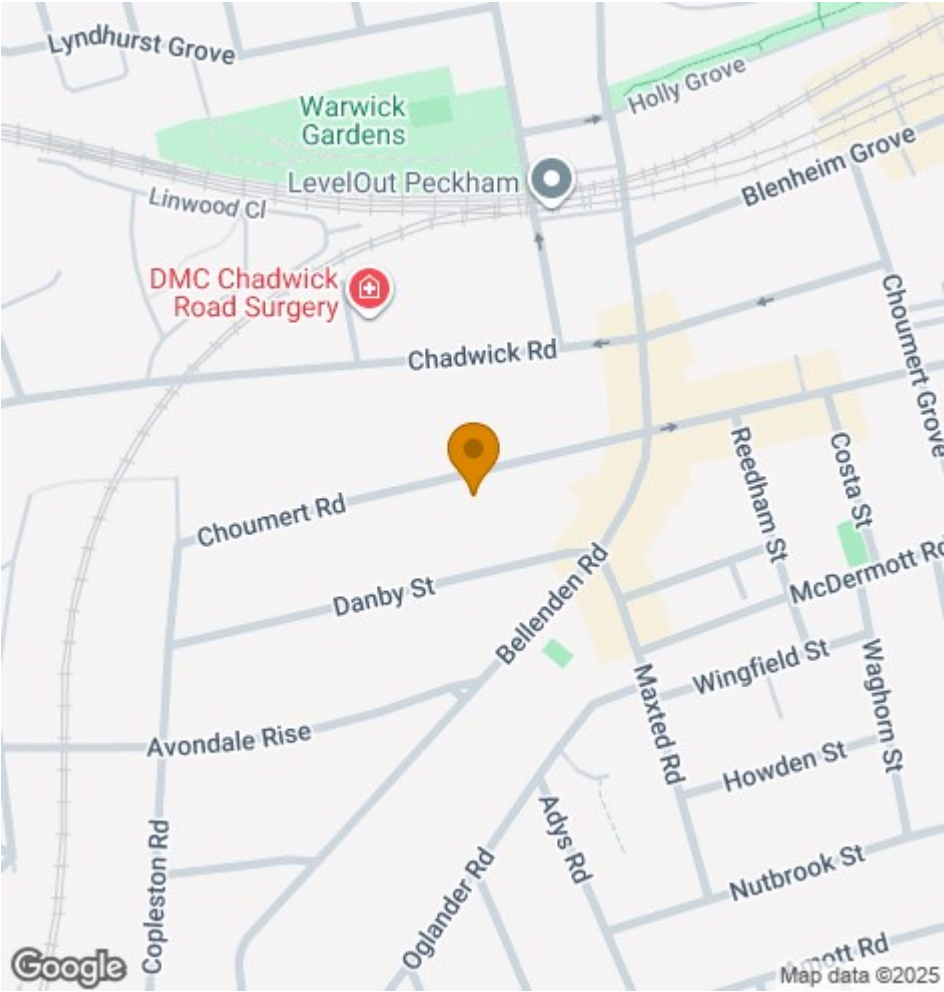 Lyndhurst Grove
Warwick
Gardens
Holly Grove
LevelOut Peckham
Blenheim Grove
Linwood Cl
DMC Chadwick
Road Surgery
Chadwick Rd
Choumert Grove
Choumert Rd
Reedham St
Costa St
Danby St
Bellenden Rd
McDermott Rd
Wingfield St
Waghorn St
Maxted Rd
Avondale Rise
Howden St
Adys Rd
Copleston Rd
Oglander Rd
Nutbrook St
Google
Map data ©2025